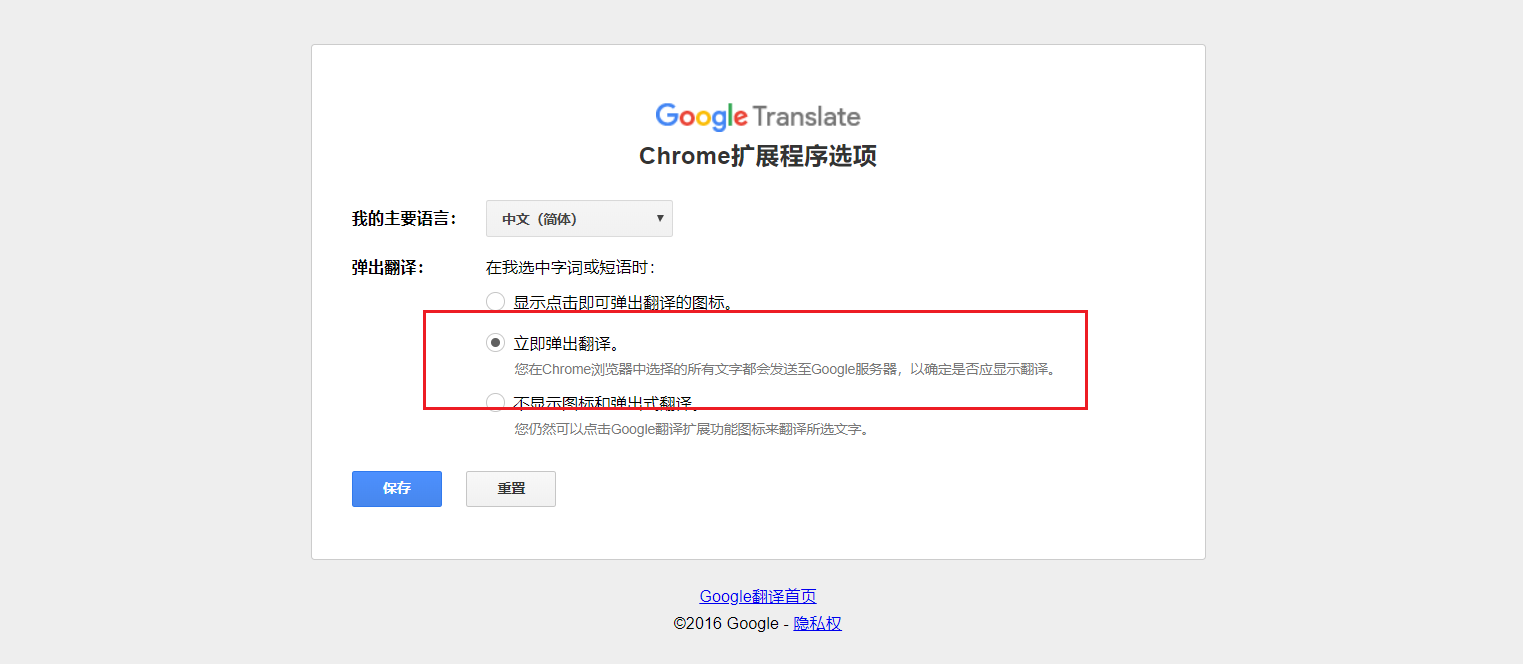 Google Translate
Chrome扩展程序选项
我的主要语言：
中文（简体）
弹出翻译：
在我选中字词或短语时：
显示点击即可弹出翻译的图标。
立即弹出翻译。
您在Chrome浏览器中选择的所有文字都会发送至Google服务器，以确定是否应显示翻译。
不显示图标和弹出式翻译。
您仍然可以点击Google翻译扩展功能图标来翻译所选文字。
保存 重置
Google翻译首页
©2016 Google - 隐私权